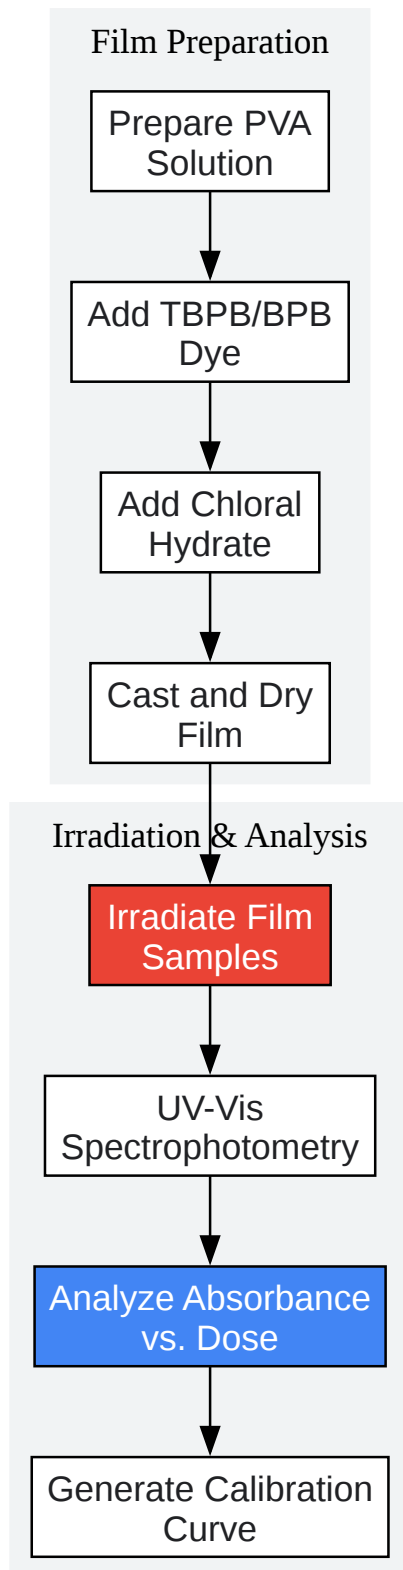 Film Preparation
Prepare PVA
Solution
Add TBPB/BPB
Dye
Add Chloral
Hydrate
Cast and Dry
Film
Irradiation & Analysis
Irradiate Film
Samples
UV-Vis
Spectrophotometry
Analyze Absorbance
vs. Dose
Generate Calibration
Curve